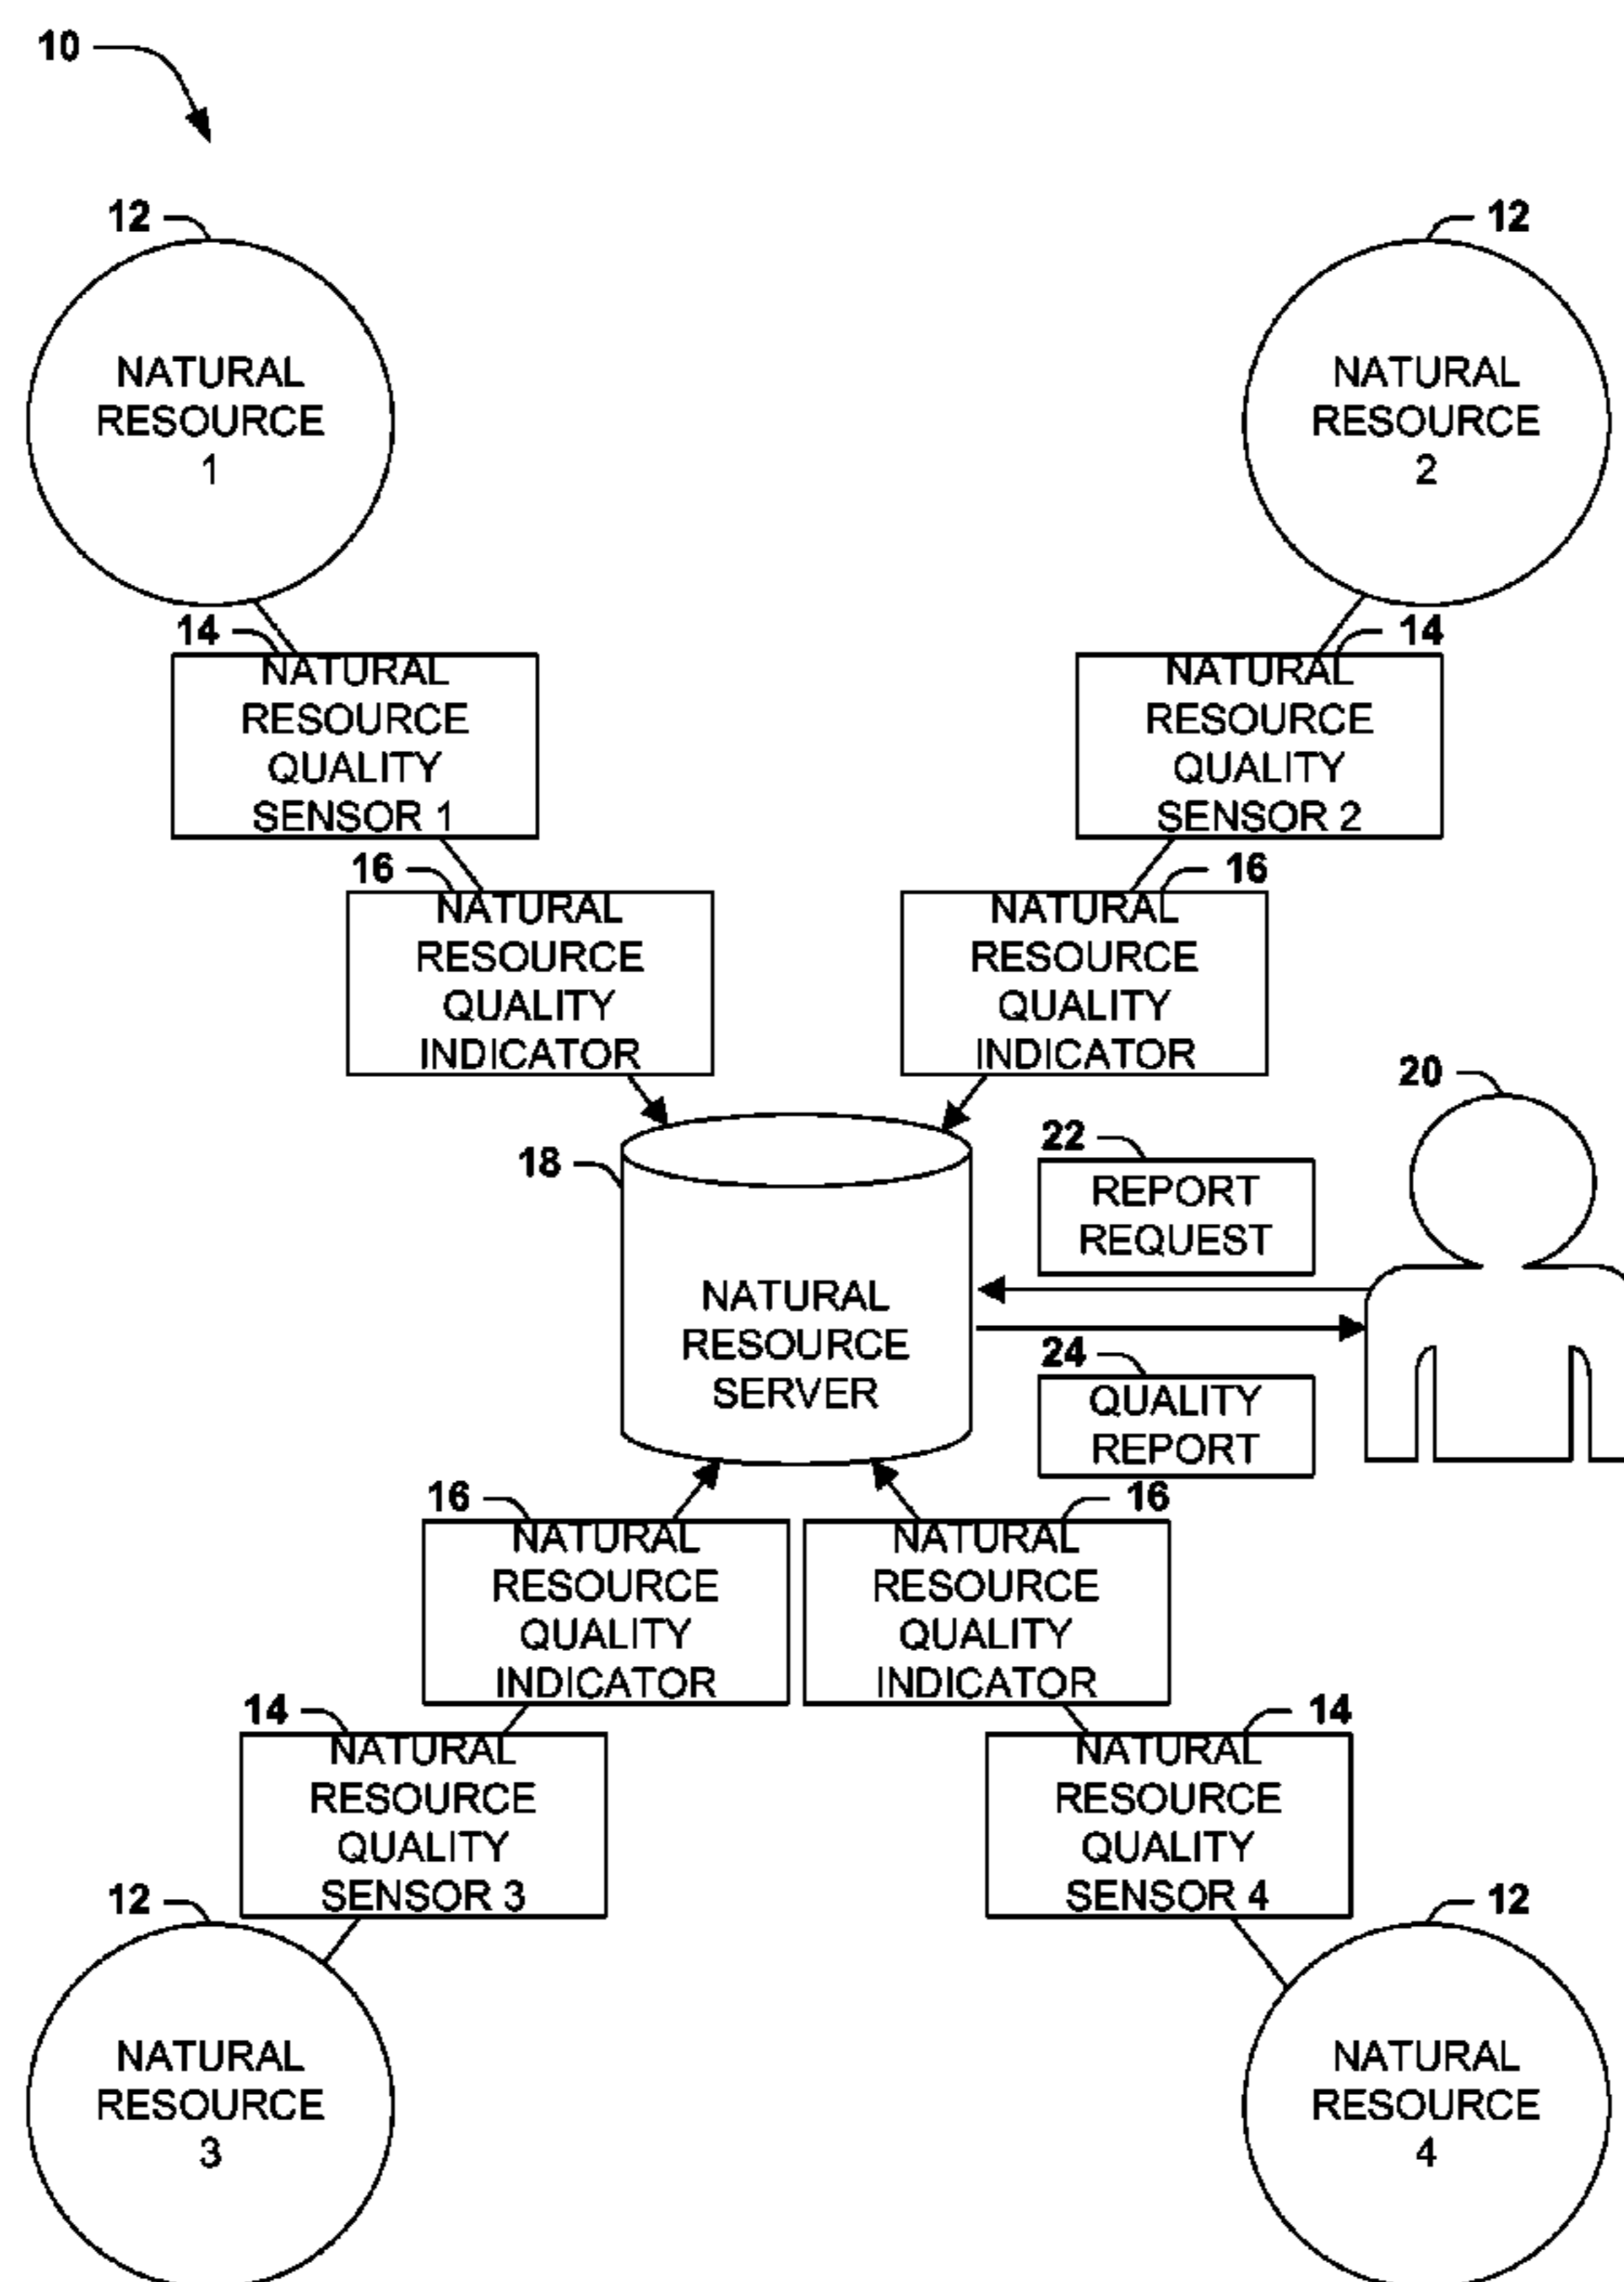 10
12
12
NATURAL
RESOURCE
1
NATURAL
RESOURCE
2
14
14
NATURAL
RESOURCE
QUALITY
SENSOR 1
NATURAL
RESOURCE
QUALITY
SENSOR 2
16
16
NATURAL
RESOURCE
QUALITY
INDICATOR
NATURAL
RESOURCE
QUALITY
INDICATOR
20
18
22
REPORT
REQUEST
NATURAL
RESOURCE
SERVER
24
QUALITY
REPORT
16
16
NATURAL
RESOURCE
QUALITY
INDICATOR
NATURAL
RESOURCE
QUALITY
INDICATOR
14
14
NATURAL
RESOURCE
QUALITY
SENSOR 3
NATURAL
RESOURCE
QUALITY
SENSOR 4
12
12
NATURAL
RESOURCE
3
NATURAL
RESOURCE
4